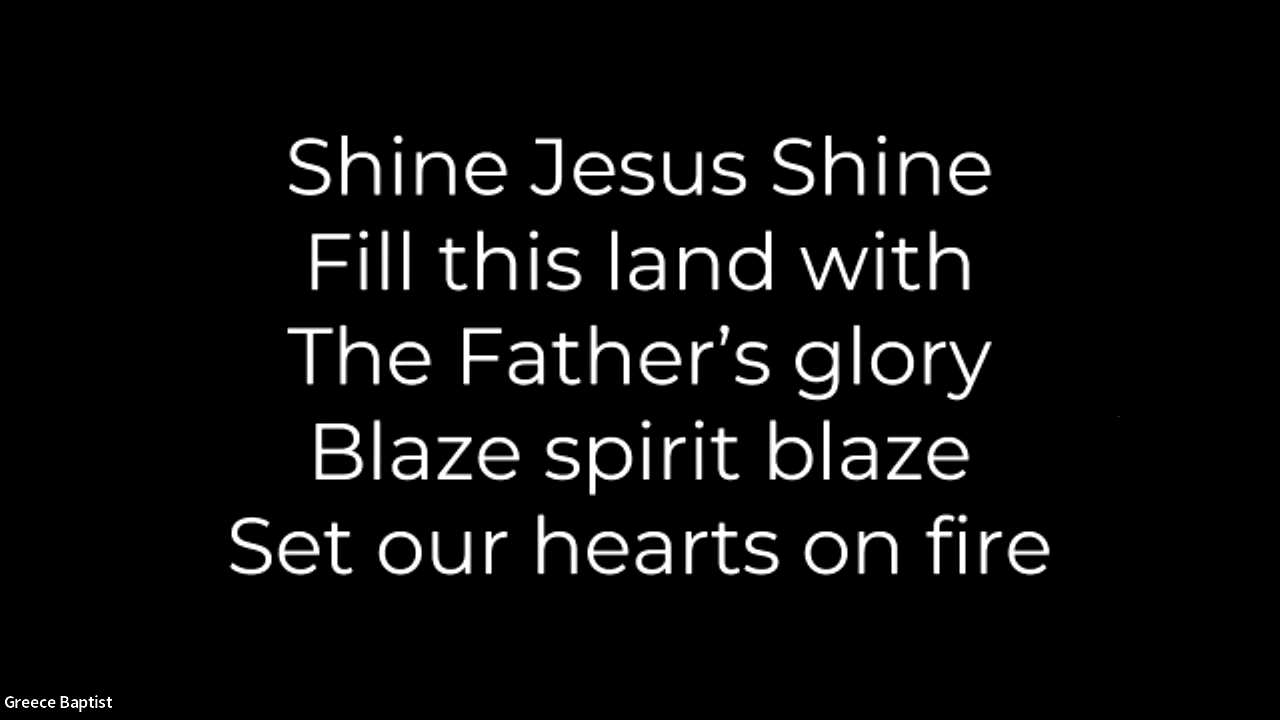 Shine Jesus Shine
Fill this land with
The Father’s glory
Blaze spirit blaze
Set our hearts on fire
Greece Baptist